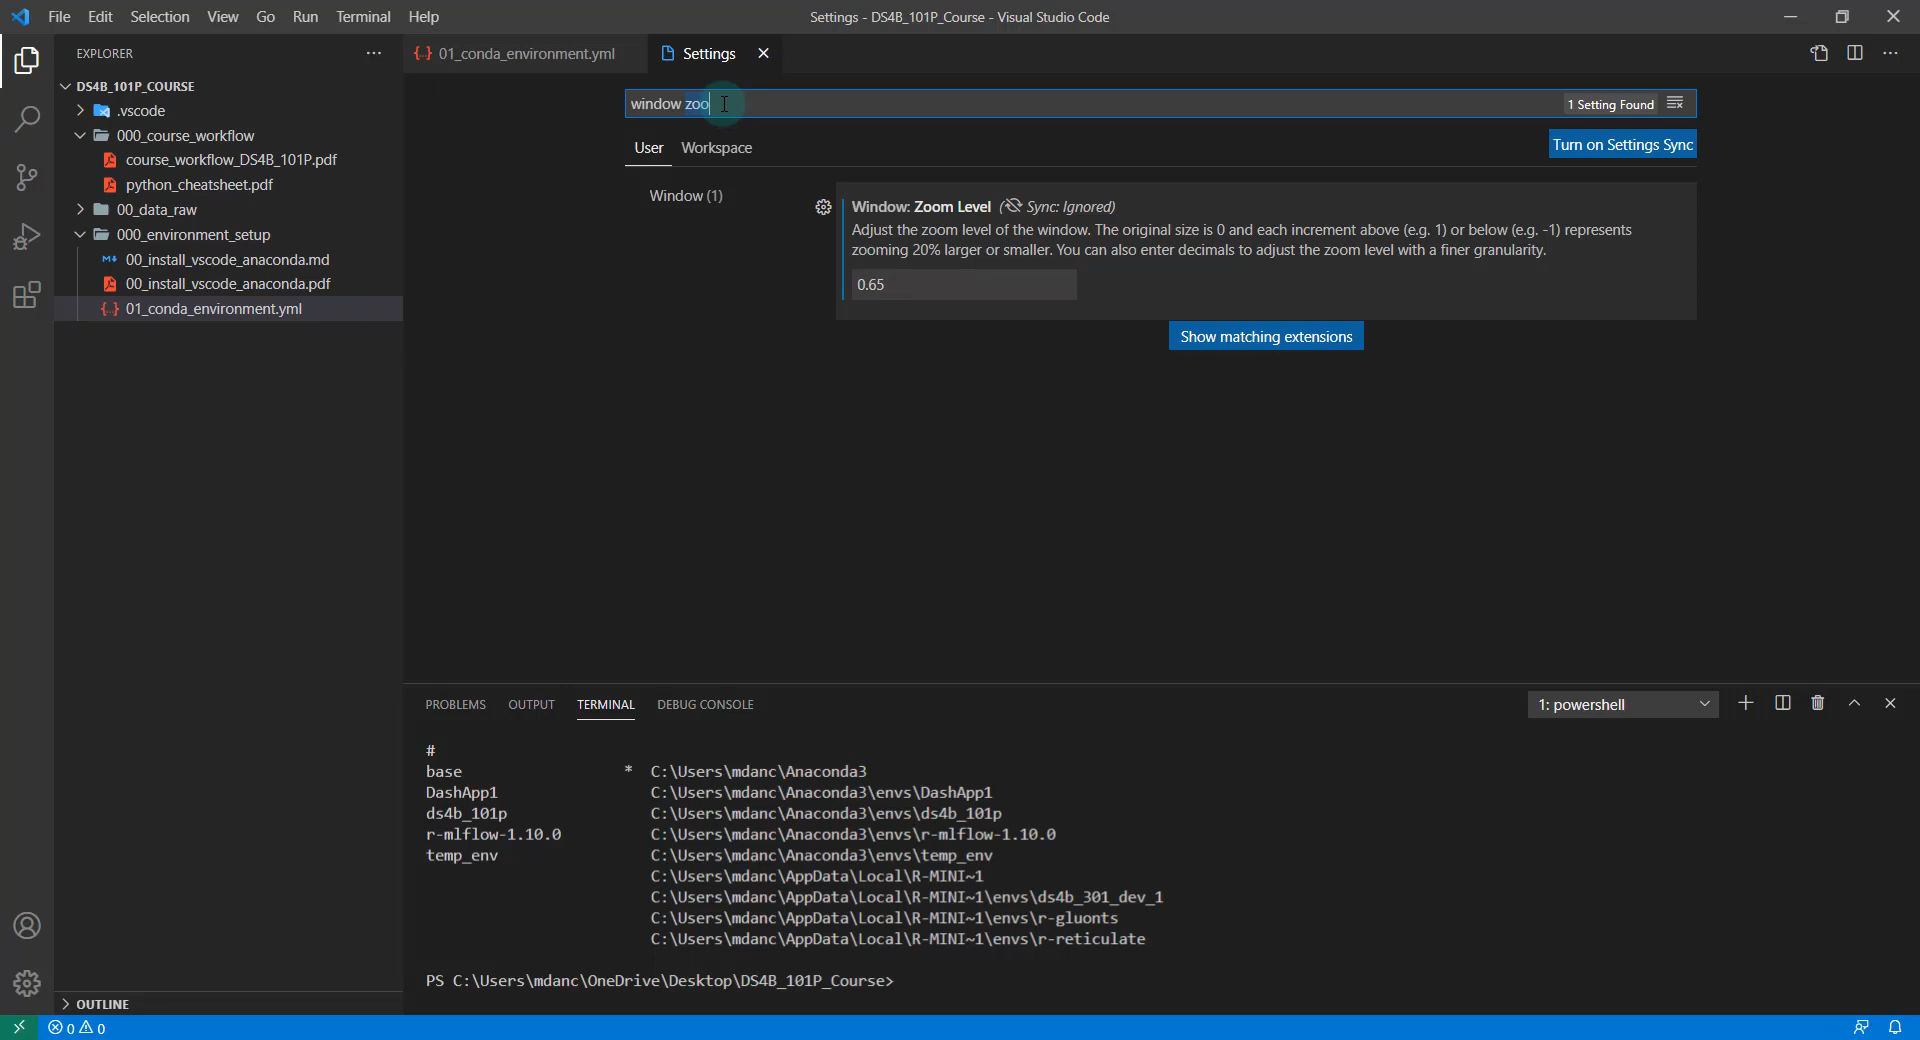 File Edit Selection View Go Run Terminal Help
Settings - DS4B_101P_Course - Visual Studio Code
EXPLORER
01_conda_environment.yml
Settings
DS4B_101P_COURSE
.vscode
000_course_workflow
course_workflow_DS4B_101P.pdf
python_cheatsheet.pdf
00_data_raw
000_environment_setup
00_install_vscode_anaconda.md
00_install_vscode_anaconda.pdf
01_conda_environment.yml
window zoo
1 Setting Found
User Workspace
Turn on Settings Sync
Window (1)
Window: Zoom Level (Sync: Ignored)
Adjust the zoom level of the window. The original size is 0 and each increment above (e.g. 1) or below (e.g. -1) represents
zooming 20% larger or smaller. You can also enter decimals to adjust the zoom level with a finer granularity.
0.65
Show matching extensions
PROBLEMS OUTPUT TERMINAL DEBUG CONSOLE
1: powershell
#
base * C:\Users\mdanc\Anaconda3
DashApp1 C:\Users\mdanc\Anaconda3\envs\DashApp1
ds4b_101p C:\Users\mdanc\Anaconda3\envs\ds4b_101p
r-mlflow-1.10.0 C:\Users\mdanc\Anaconda3\envs\r-mlflow-1.10.0
temp_env C:\Users\mdanc\Anaconda3\envs\temp_env
C:\Users\mdanc\AppData\Local\R-MINI~1
C:\Users\mdanc\AppData\Local\R-MINI~1\envs\ds4b_301_dev_1
C:\Users\mdanc\AppData\Local\R-MINI~1\envs\r-gluonts
C:\Users\mdanc\AppData\Local\R-MINI~1\envs\r-reticulate
PS C:\Users\mdanc\OneDrive\Desktop\DS4B_101P_Course>
OUTLINE
0 0